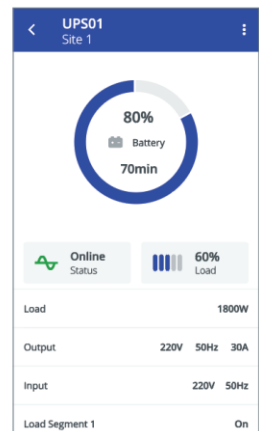 UPS01
Site 1
80%
Battery
70min
Online
Status
60%
Load
Load 1800W
Output 220V 50Hz 30A
Input 220V 50Hz
Load Segment 1 On